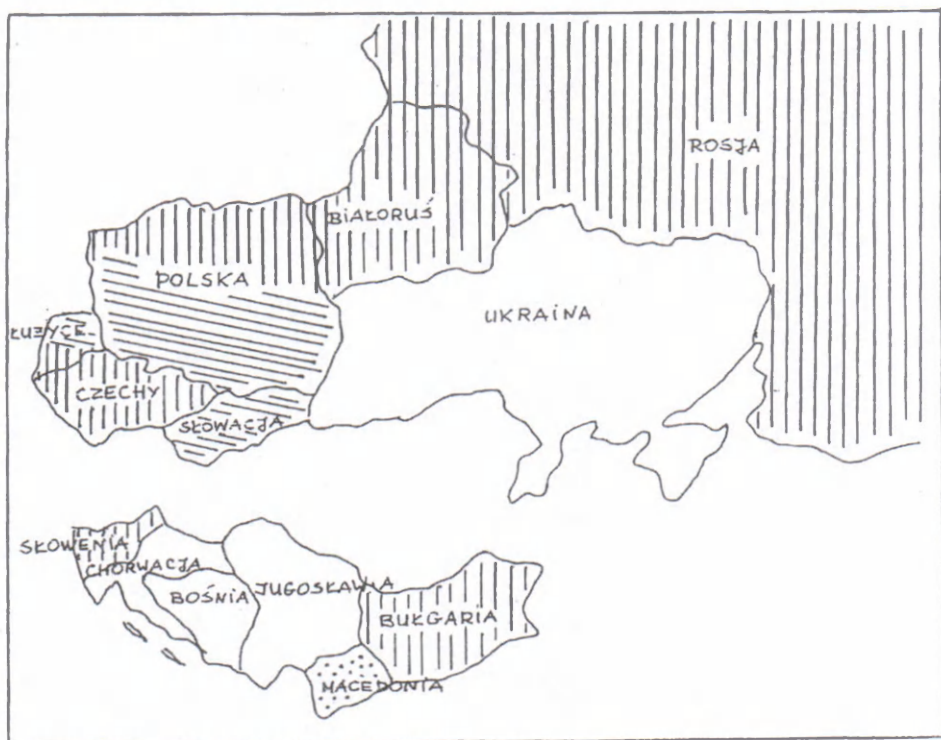 ROSJA
BIAŁORUŚ
POLSKA
UKRAINA
ŁUŻYCE
CZECHY
SŁOWACJA
SŁOWENIA
CHORWACJA
BOŚNIA
JUGOSŁAWIA
BUŁGARIA
MACEDONIA